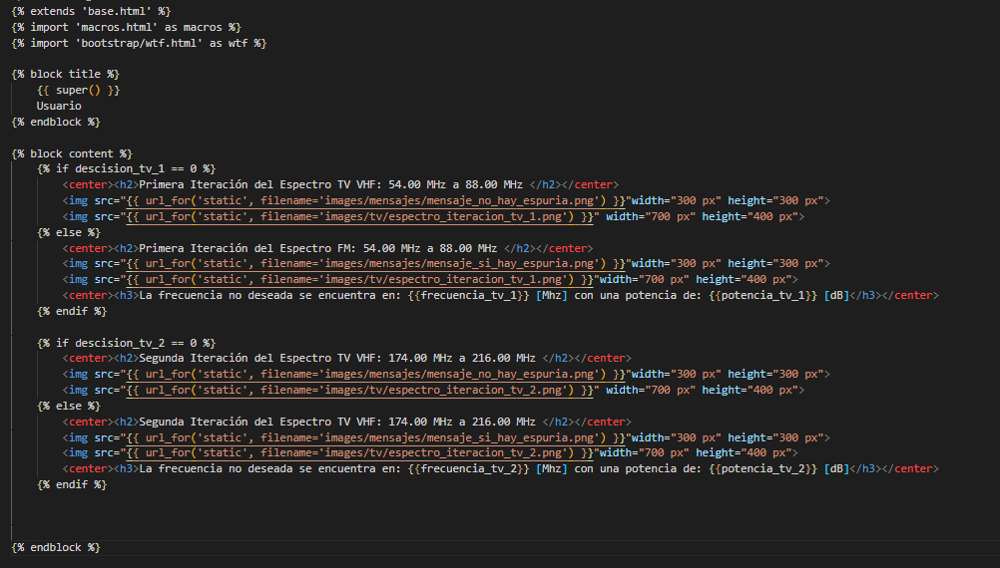 {% extends 'base.html' %}
{% import 'macros.html' as macros %}
{% import 'bootstrap/wtf.html' as wtf %}
{% block title %}
{{ super() }}
Usuario
{% endblock %}
{% block content %}
{% if descision_tv_1 == 0 %}
<center><h2>Primera Iteración del Espectro TV VHF: 54.00 MHz a 88.00 MHz </h2></center>
<img src="{{ url_for('static', filename='images/mensajes/mensaje_no_hay_espuria.png') }}"width="300 px" height="300 px">
<img src="{{ url_for('static', filename='images/tv/espectro_iteracion_tv_1.png') }}" width="700 px" height="400 px">
{% else %}
<center><h2>Primera Iteración del Espectro FM: 54.00 MHz a 88.00 MHz </h2></center>
<img src="{{ url_for('static', filename='images/mensajes/mensaje_si_hay_espuria.png') }}"width="300 px" height="300 px">
<img src="{{ url_for('static', filename='images/tv/espectro_iteracion_tv_1.png') }}"width="700 px" height="400 px">
<center><h3>La frecuencia no deseada se encuentra en: {{frecuencia_tv_1}} [Mhz] con una potencia de: {{potencia_tv_1}} [dB]</h3></center>
{% endif %}
{% if descision_tv_2 == 0 %}
<center><h2>Segunda Iteración del Espectro TV VHF: 174.00 MHz a 216.00 MHz </h2></center>
<img src="{{ url_for('static', filename='images/mensajes/mensaje_no_hay_espuria.png') }}"width="300 px" height="300 px">
<img src="{{ url_for('static', filename='images/tv/espectro_iteracion_tv_2.png') }}" width="700 px" height="400 px">
{% else %}
<center><h2>Segunda Iteración del Espectro TV VHF: 174.00 MHz a 216.00 MHz </h2></center>
<img src="{{ url_for('static', filename='images/mensajes/mensaje_si_hay_espuria.png') }}"width="300 px" height="300 px">
<img src="{{ url_for('static', filename='images/tv/espectro_iteracion_tv_2.png') }}"width="700 px" height="400 px">
<center><h3>La frecuencia no deseada se encuentra en: {{frecuencia_tv_2}} [Mhz] con una potencia de: {{potencia_tv_2}} [dB]</h3></center>
{% endif %}
{% endblock %}